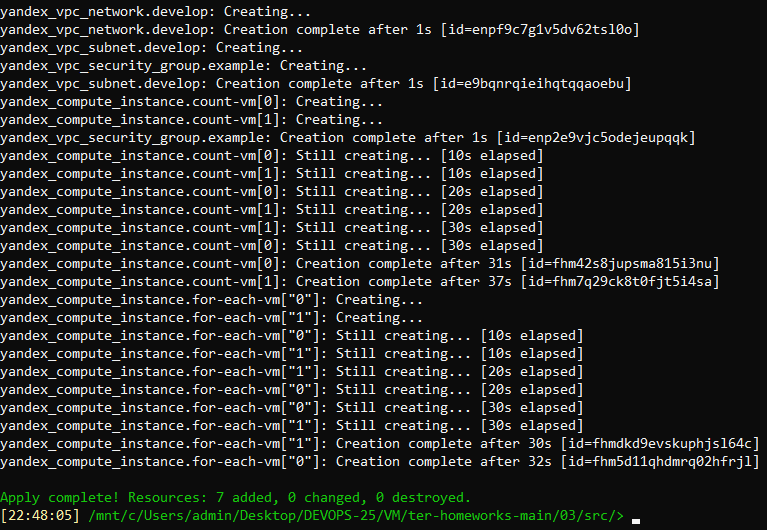 yandex_vpc_network.develop: Creating...
yandex_vpc_network.develop: Creation complete after 1s [id=enpf9c7g1v5dv62tsl0o]
yandex_vpc_subnet.develop: Creating...
yandex_vpc_security_group.example: Creating...
yandex_vpc_subnet.develop: Creation complete after 1s [id=e9bqnrqieihqtqqaoebu]
yandex_compute_instance.count-vm[0]: Creating...
yandex_compute_instance.count-vm[1]: Creating...
yandex_vpc_security_group.example: Creation complete after 1s [id=enp2e9vjc5odejeupqqk]
yandex_compute_instance.count-vm[0]: Still creating... [10s elapsed]
yandex_compute_instance.count-vm[1]: Still creating... [10s elapsed]
yandex_compute_instance.count-vm[0]: Still creating... [20s elapsed]
yandex_compute_instance.count-vm[1]: Still creating... [20s elapsed]
yandex_compute_instance.count-vm[1]: Still creating... [30s elapsed]
yandex_compute_instance.count-vm[0]: Still creating... [30s elapsed]
yandex_compute_instance.count-vm[0]: Creation complete after 31s [id=fhm42s8jupsma815i3nu]
yandex_compute_instance.count-vm[1]: Creation complete after 37s [id=fhm7q29ck8t0fjt5i4sa]
yandex_compute_instance.for-each-vm["0"]: Creating...
yandex_compute_instance.for-each-vm["1"]: Creating...
yandex_compute_instance.for-each-vm["0"]: Still creating... [10s elapsed]
yandex_compute_instance.for-each-vm["1"]: Still creating... [10s elapsed]
yandex_compute_instance.for-each-vm["1"]: Still creating... [20s elapsed]
yandex_compute_instance.for-each-vm["0"]: Still creating... [20s elapsed]
yandex_compute_instance.for-each-vm["0"]: Still creating... [30s elapsed]
yandex_compute_instance.for-each-vm["1"]: Still creating... [30s elapsed]
yandex_compute_instance.for-each-vm["1"]: Creation complete after 30s [id=fhmdkd9evskuphjsl64c]
yandex_compute_instance.for-each-vm["0"]: Creation complete after 32s [id=fhm5d11qhdmrq02hfrjl]
Apply complete! Resources: 7 added, 0 changed, 0 destroyed.
[22:48:05] /mnt/c/Users/admin/Desktop/DEVOPS-25/VM/ter-homeworks-main/03/src/> _